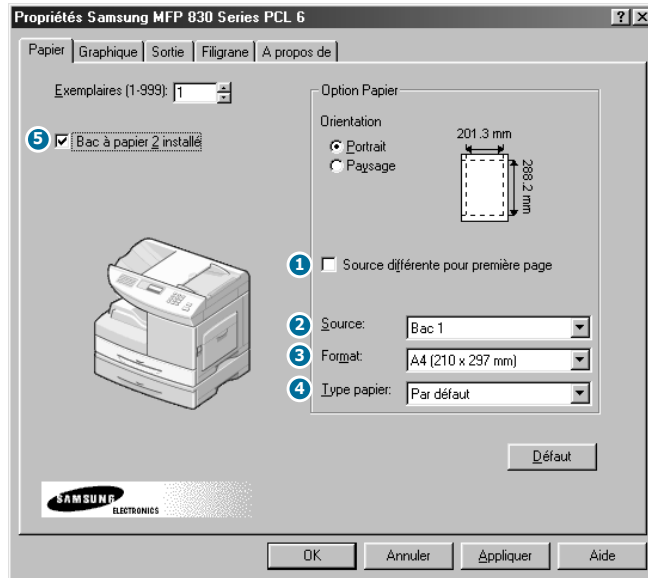 Propriétés Samsung MFP 830 Series PCL 6
Papier Graphique Sortie Filigrane A propos de
Exemplaires (1-999): 1
5 Bac à papier 2 installé
Option Papier
Orientation
Portrait
Paysage
201.3 mm
288.2 mm
1 Source différente pour première page
2 Source: Bac 1
3 Format: A4 (210 x 297 mm)
4 Type papier: Par défaut
Défaut
SAMSUNG
ELECTRONICS
OK Annuler Appliquer Aide